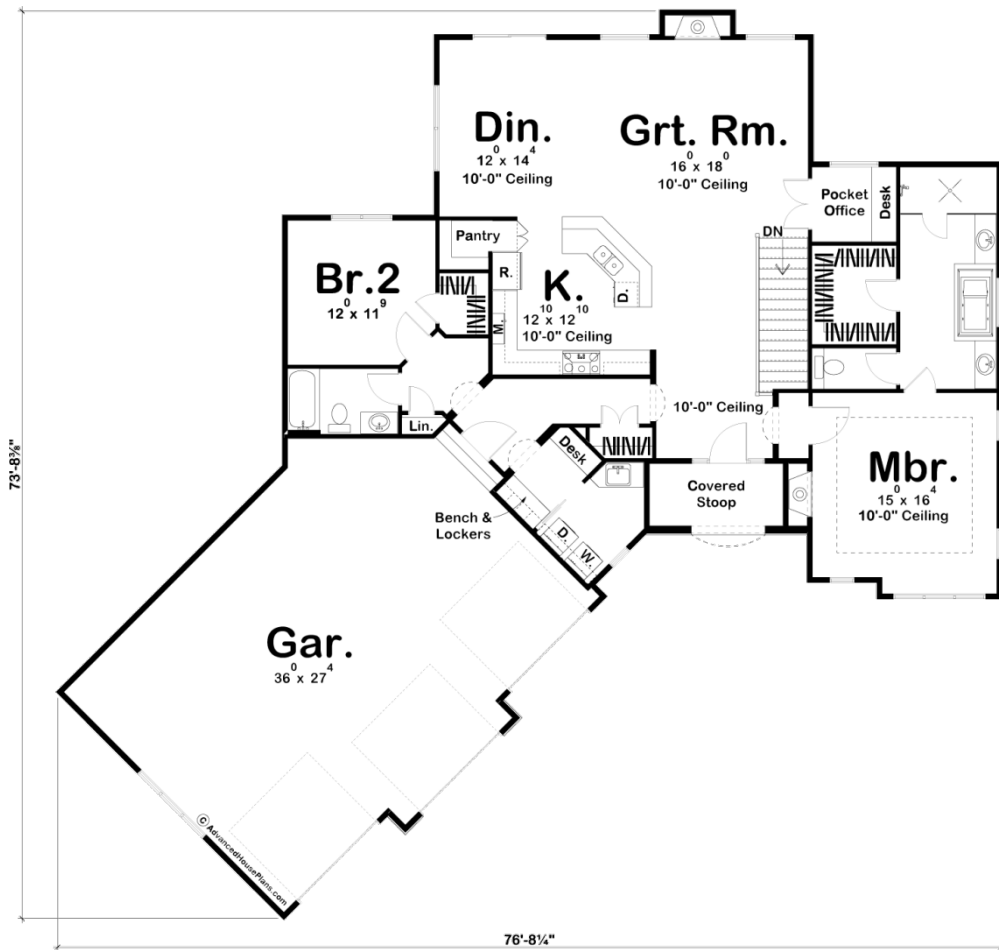 Din.
12⁰ x 14⁴
10'-0" Ceiling
Grt. Rm.
16⁰ x 18⁰
10'-0" Ceiling
Pocket
Office
Desk
DN
Pantry
R.
Br.2
12⁰ x 11⁹
K.
12¹⁰ x 12¹⁰
10'-0" Ceiling
D.
M.
Lin.
10'-0" Ceiling
Desk
Covered
Stoop
Mbr.
15⁰ x 16⁴
10'-0" Ceiling
Bench &
Lockers
D.
W.
Gar.
36⁰ x 27⁴
© AdvancedHousePlans.com
73'-8⅜"
76'-8¼"